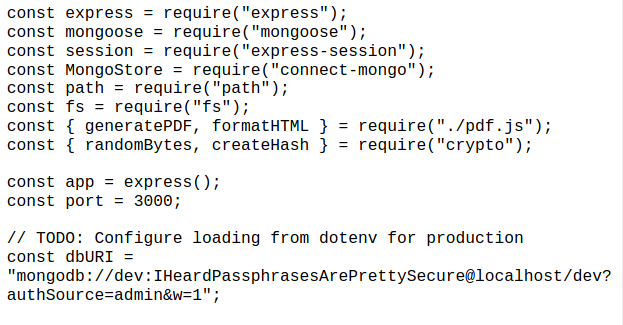 const express = require("express");
const mongoose = require("mongoose");
const session = require("express-session");
const MongoStore = require("connect-mongo");
const path = require("path");
const fs = require("fs");
const { generatePDF, formatHTML } = require("./pdf.js");
const { randomBytes, createHash } = require("crypto");

const app = express();
const port = 3000;

// TODO: Configure loading from dotenv for production
const dbURI =
"mongodb://dev:IHeardPassphrasesArePrettySecure@localhost/dev?
authSource=admin&w=1";